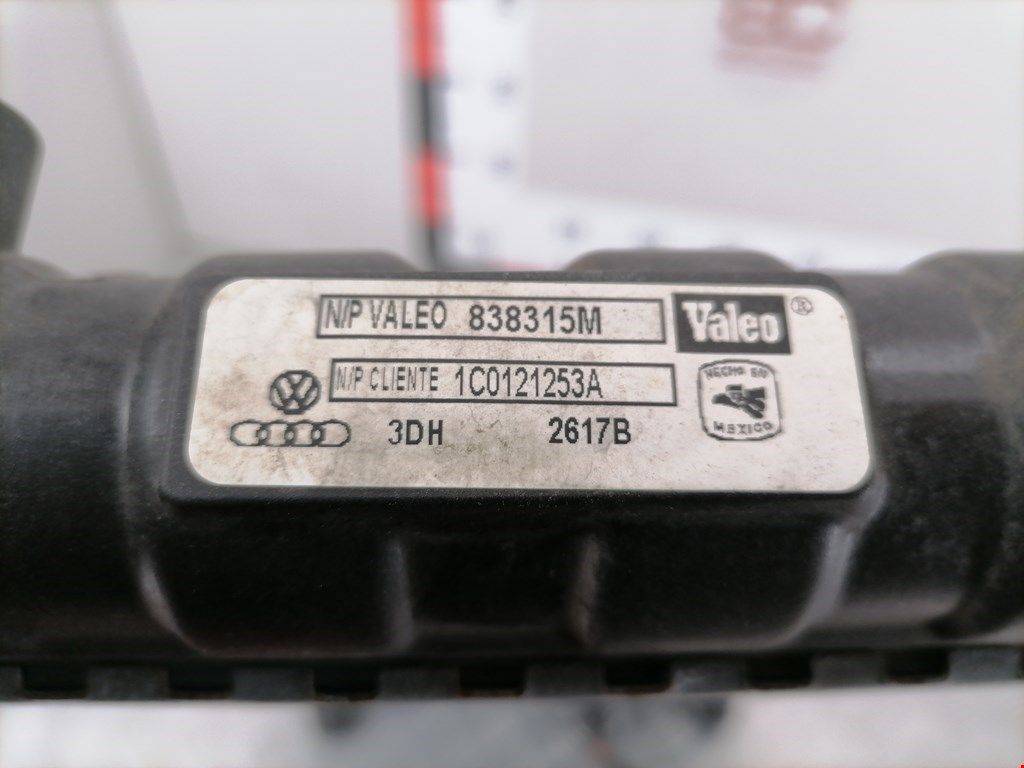 N/P VALEO 838315M Valeo ®
N/P CLIENTE 1C0121253A
HECHO EN
MEXICO
3DH 2617B